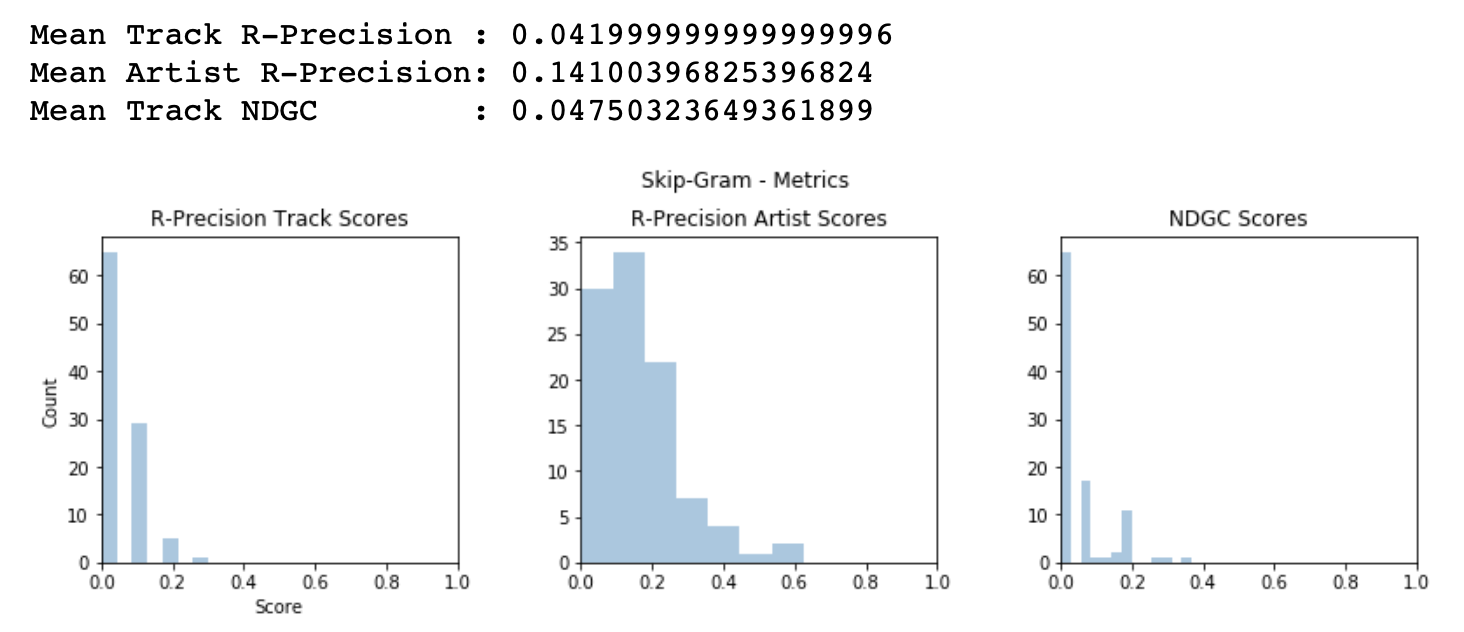 Mean Track R-Precision : 0.041999999999999996
Mean Artist R-Precision: 0.14100396825396824
Mean Track NDGC        : 0.04750323649361899
Skip-Gram - Metrics
R-Precision Track Scores
Count
60
50
40
30
20
10
0
0.0 0.2 0.4 0.6 0.8 1.0
Score
R-Precision Artist Scores
35
30
25
20
15
10
5
0
0.0 0.2 0.4 0.6 0.8 1.0
NDGC Scores
60
50
40
30
20
10
0
0.0 0.2 0.4 0.6 0.8 1.0